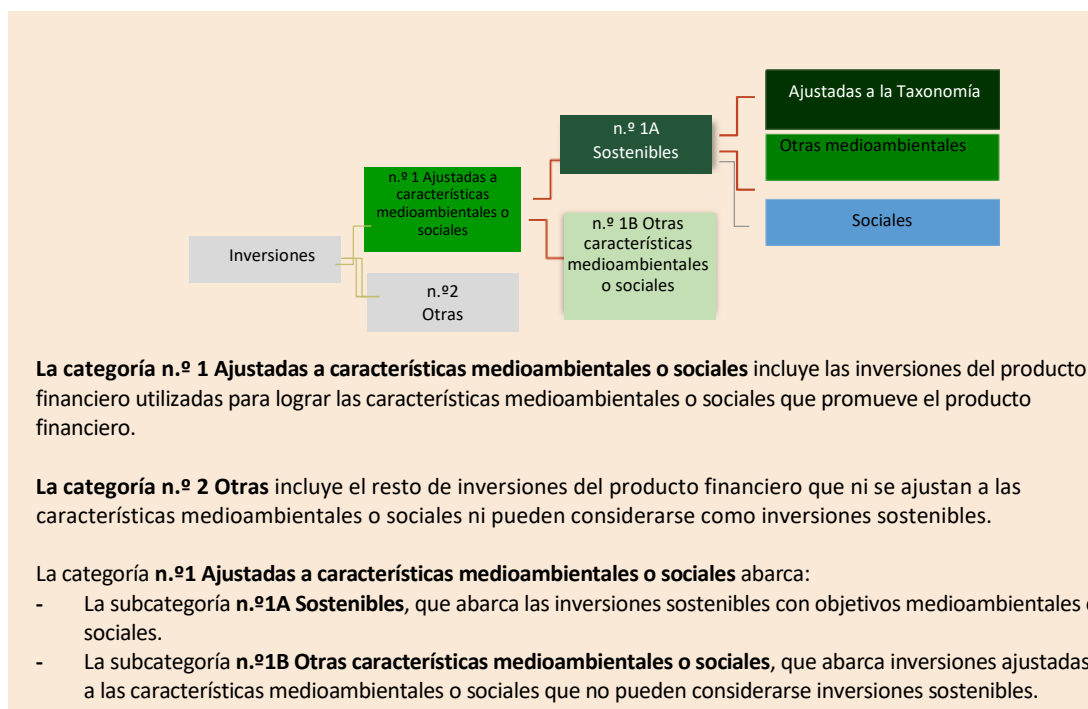 Ajustadas a la Taxonomía
n.º 1A
Sostenibles
Otras medioambientales
n.º 1 Ajustadas a
características
medioambientales o
sociales
n.º 1B Otras
características
medioambientales
o sociales
Sociales
Inversiones
n.º2
Otras
La categoría n.º 1 Ajustadas a características medioambientales o sociales incluye las inversiones del producto
financiero utilizadas para lograr las características medioambientales o sociales que promueve el producto
financiero.
La categoría n.º 2 Otras incluye el resto de inversiones del producto financiero que ni se ajustan a las
características medioambientales o sociales ni pueden considerarse como inversiones sostenibles.
La categoría n.º1 Ajustadas a características medioambientales o sociales abarca:
- La subcategoría n.º1A Sostenibles, que abarca las inversiones sostenibles con objetivos medioambientales
sociales.
- La subcategoría n.º1B Otras características medioambientales o sociales, que abarca inversiones ajustadas
a las características medioambientales o sociales que no pueden considerarse inversiones sostenibles.